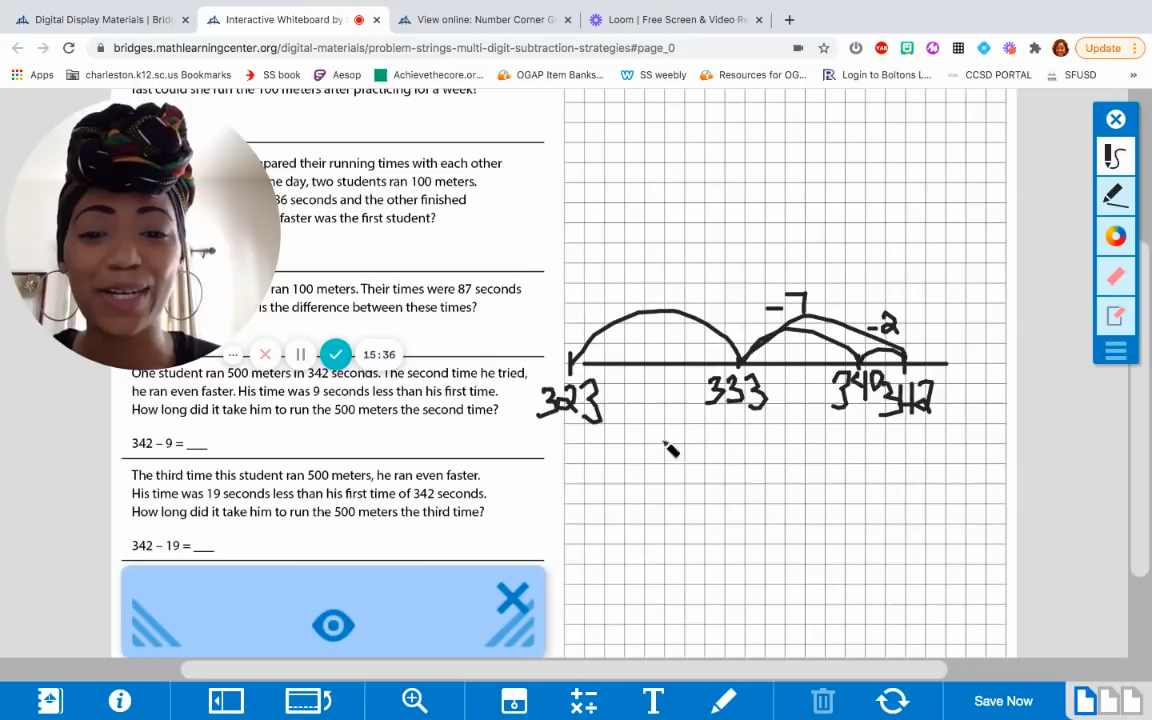 Digital Display Materials | Bridg
Interactive Whiteboard by
View online: Number Corner G
Loom | Free Screen & Video Re
bridges.mathlearningcenter.org/digital-materials/problem-strings-multi-digit-subtraction-strategies#page_0
Update
Apps
charleston.k12.sc.us Bookmarks
SS book
Aesop
Achievethecore.or...
OGAP Item Banks...
SS weekly
Resources for OG...
Login to Boltons L...
CCSD PORTAL
SFUSD
fast could she run the 100 meters after practicing for a week?
pared their running times with each other
ne day, two students ran 100 meters.
36 seconds and the other finished
faster was the first student?
ran 100 meters. Their times were 87 seconds
is the difference between these times?
15:36
One student ran 500 meters in 342 seconds. The second time he tried,
he ran even faster. His time was 9 seconds less than his first time.
How long did it take him to run the 500 meters the second time?
342 – 9 = ___
The third time this student ran 500 meters, he ran even faster.
His time was 19 seconds less than his first time of 342 seconds.
How long did it take him to run the 500 meters the third time?
342 – 19 = ___
-7
-2
323
333
340
342
Save Now